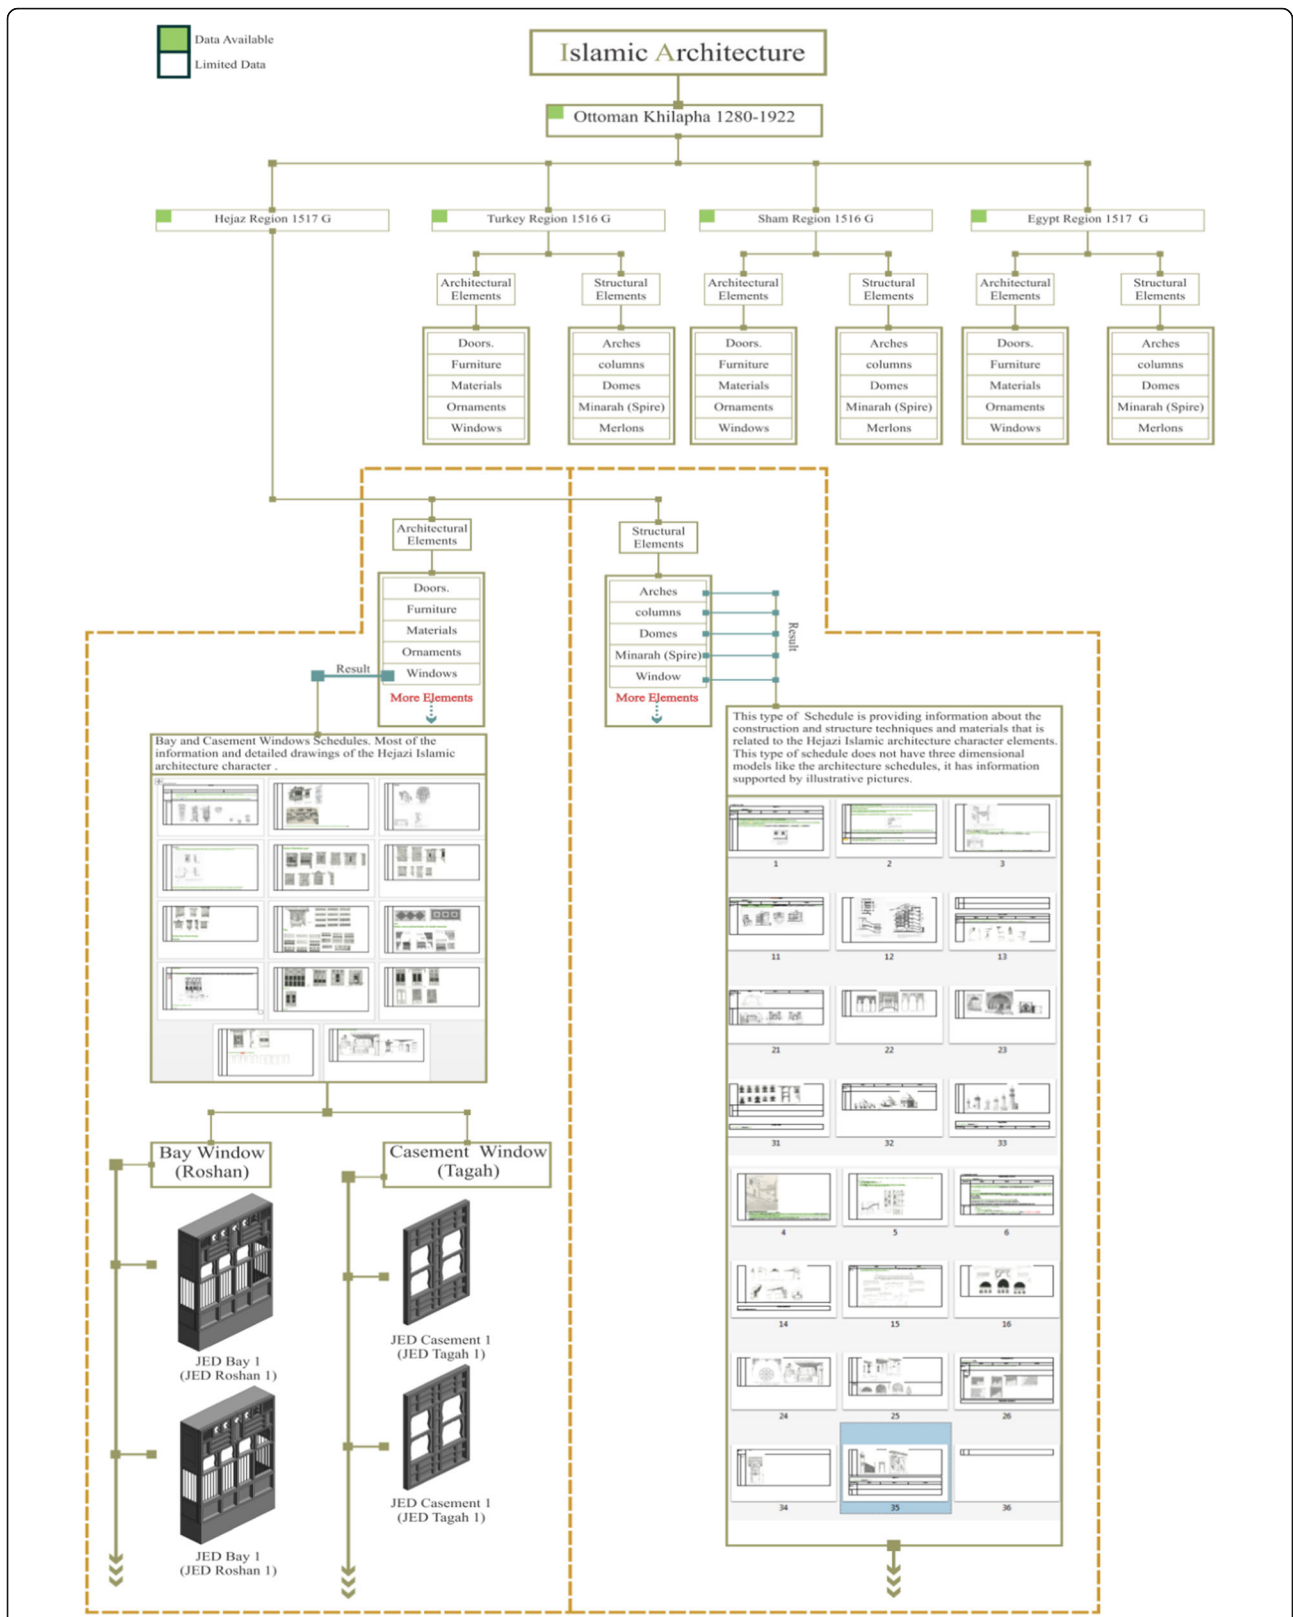 Data Available
Limited Data
Islamic Architecture
Ottoman Khilapha 1280-1922
Hejaz Region 1517 G
Turkey Region 1516 G
Sham Region 1516 G
Egypt Region 1517 G
Architectural
Elements
Structural
Elements
Architectural
Elements
Structural
Elements
Architectural
Elements
Structural
Elements
Doors.
Furniture
Materials
Ornaments
Windows
Arches
columns
Domes
Minarah (Spire)
Merlons
Doors.
Furniture
Materials
Ornaments
Windows
Arches
columns
Domes
Minarah (Spire)
Merlons
Doors.
Furniture
Materials
Ornaments
Windows
Arches
columns
Domes
Minarah (Spire)
Merlons
Architectural
Elements
Doors.
Furniture
Materials
Ornaments
Windows
More Elements
Result
Structural
Elements
Arches
columns
Domes
Minarah (Spire)
Window
More Elements
Result
Bay and Casement Windows Schedules. Most of the
information and detailed drawings of the Hejazi Islamic
architecture character .
This type of Schedule is providing information about the
construction and structure techniques and materials that is
related to the Hejazi Islamic architecture character elements.
This type of schedule does not have three dimensional
models like the architecture schedules, it has information
supported by illustrative pictures.
1
2
3
11
12
13
21
22
23
31
32
33
4
5
6
14
15
16
24
25
26
34
35
36
Bay Window
(Roshan)
Casement Window
(Tagah)
JED Bay 1
(JED Roshan 1)
JED Bay 1
(JED Roshan 1)
JED Casement 1
(JED Tagah 1)
JED Casement 1
(JED Tagah 1)